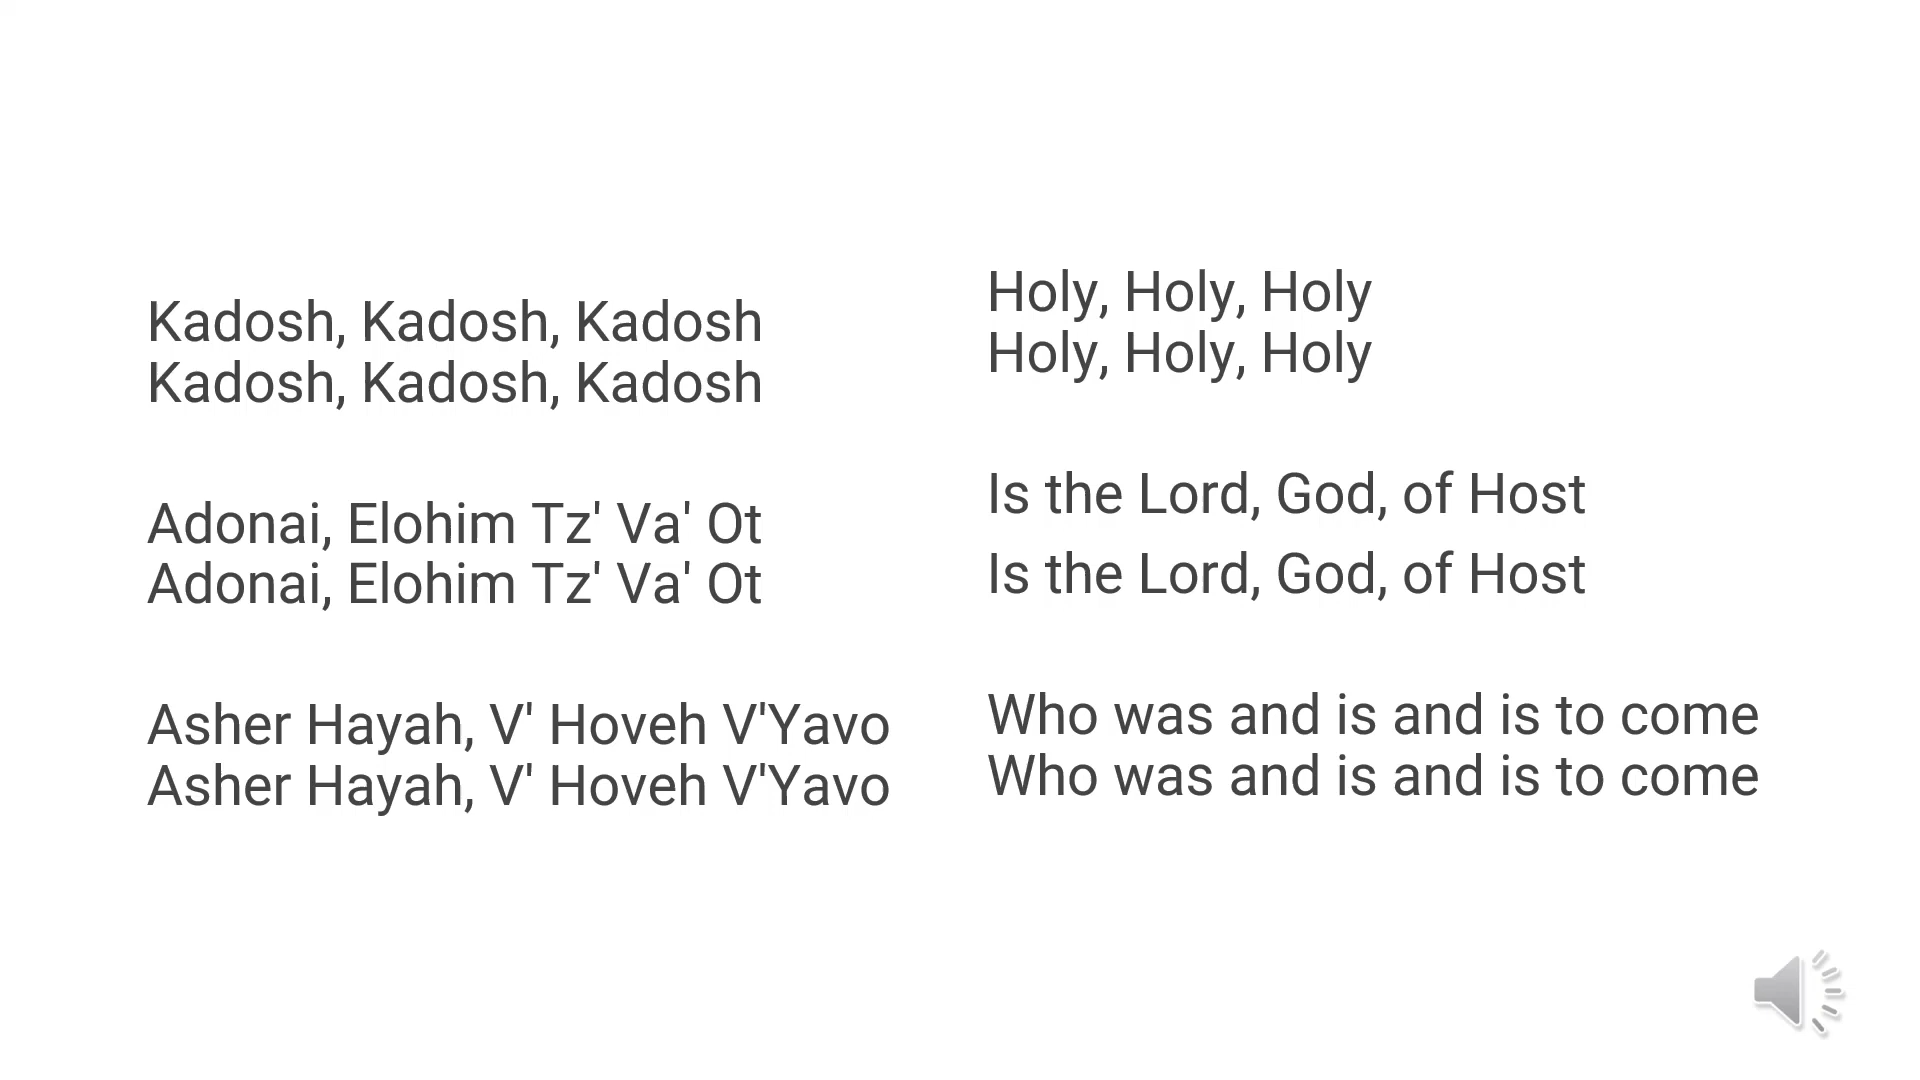 Kadosh, Kadosh, Kadosh
Kadosh, Kadosh, Kadosh
Adonai, Elohim Tz' Va' Ot
Adonai, Elohim Tz' Va' Ot
Asher Hayah, V' Hoveh V'Yavo
Asher Hayah, V' Hoveh V'Yavo
Holy, Holy, Holy
Holy, Holy, Holy
Is the Lord, God, of Host
Is the Lord, God, of Host
Who was and is and is to come
Who was and is and is to come